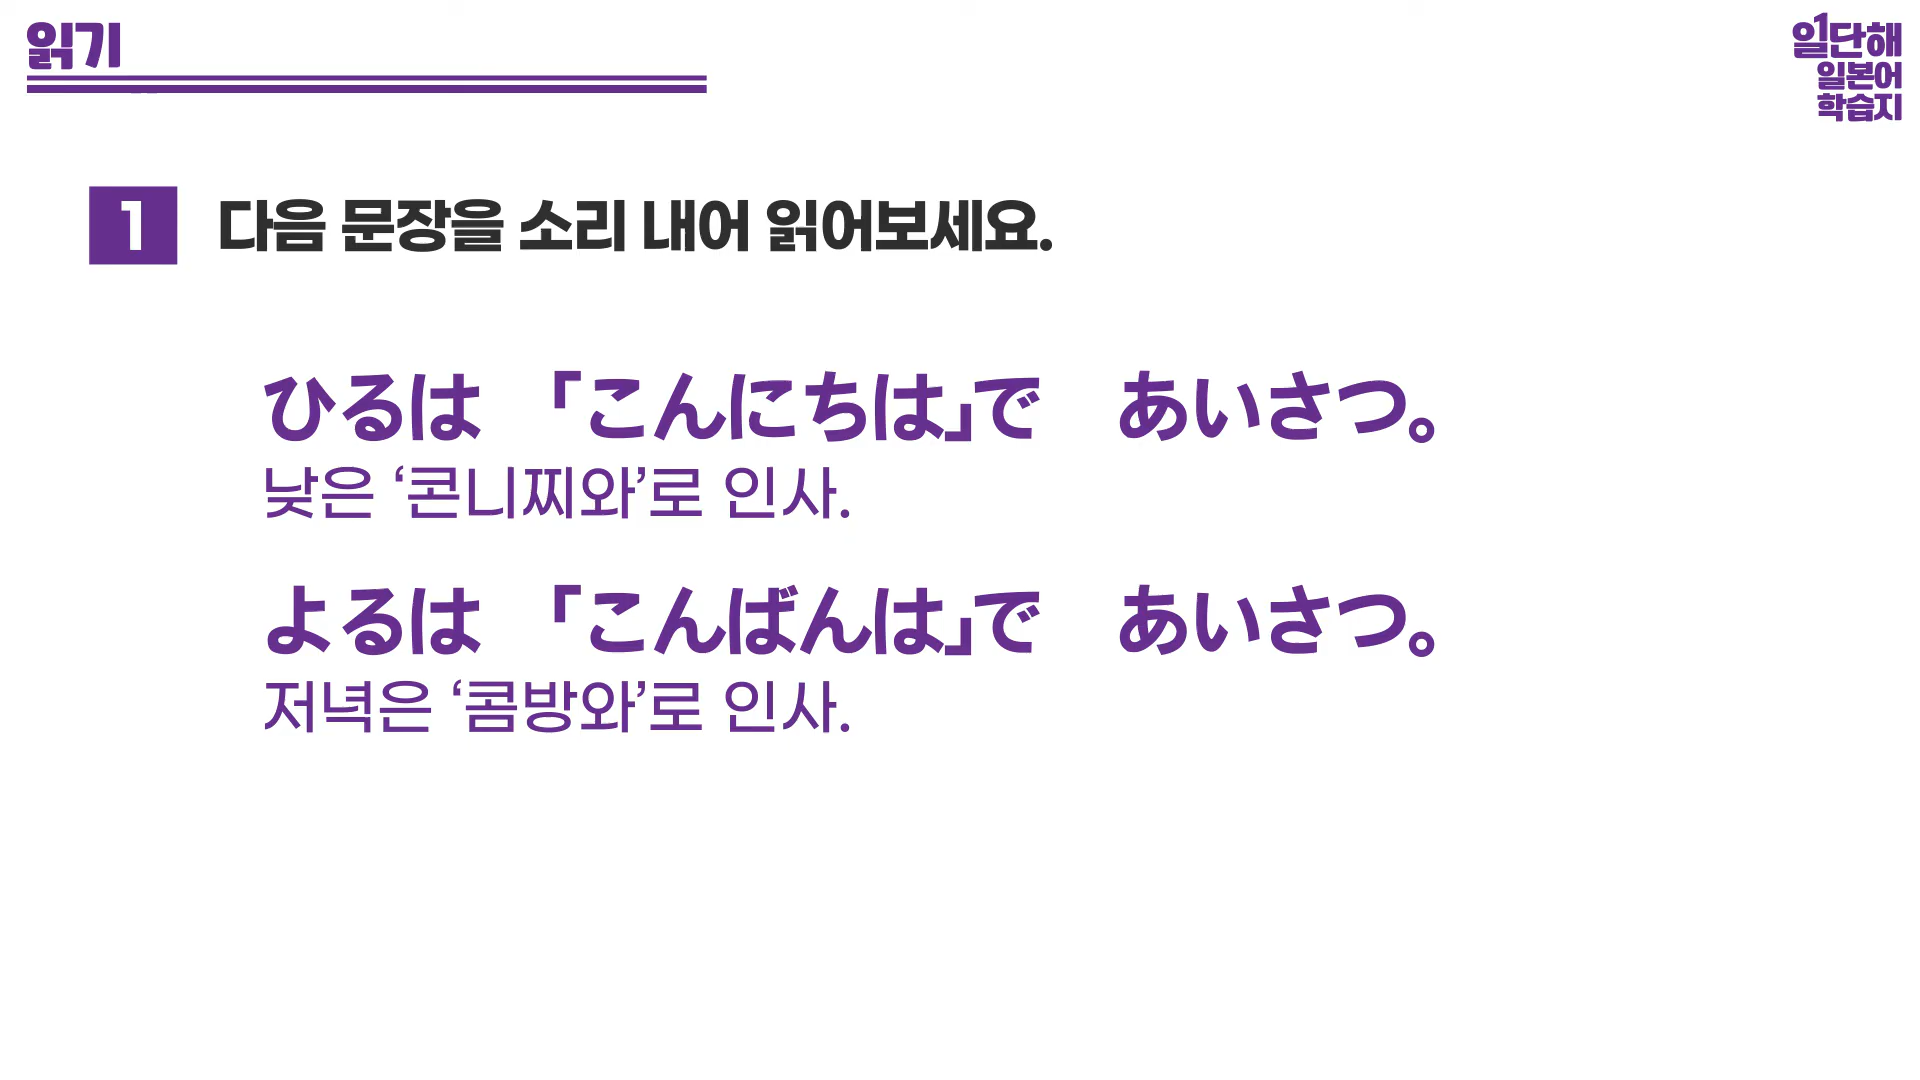 읽기
일단해
일본어
학습지
1 다음 문장을 소리 내어 읽어보세요.
ひるは 「こんにちは」で あいさつ。
낮은 ‘콘니찌와’로 인사.
よるは 「こんばんは」で あいさつ。
저녁은 ‘콤방와’로 인사.